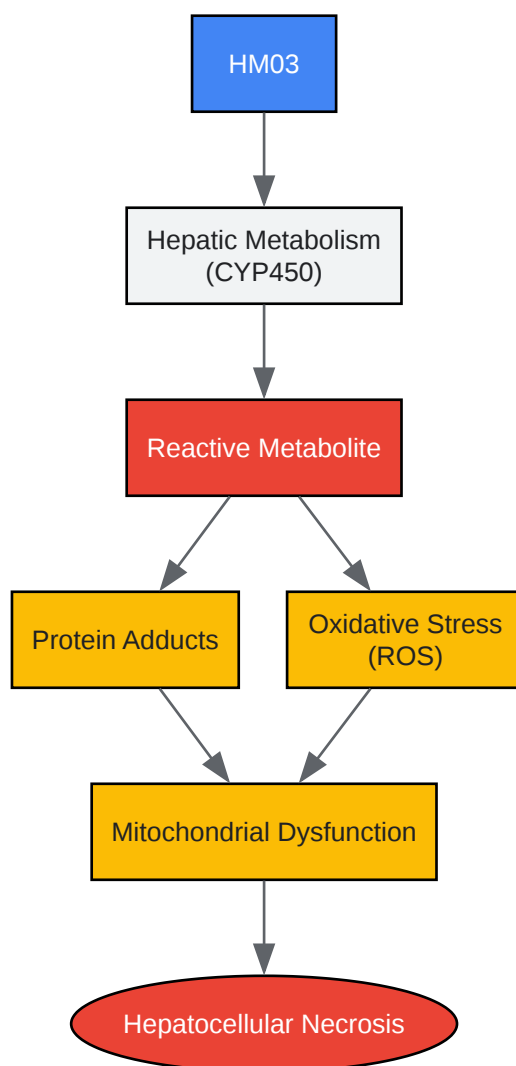 HM03
Hepatic Metabolism
(CYP450)
Reactive Metabolite
Protein Adducts
Oxidative Stress
(ROS)
Mitochondrial Dysfunction
Hepatocellular Necrosis